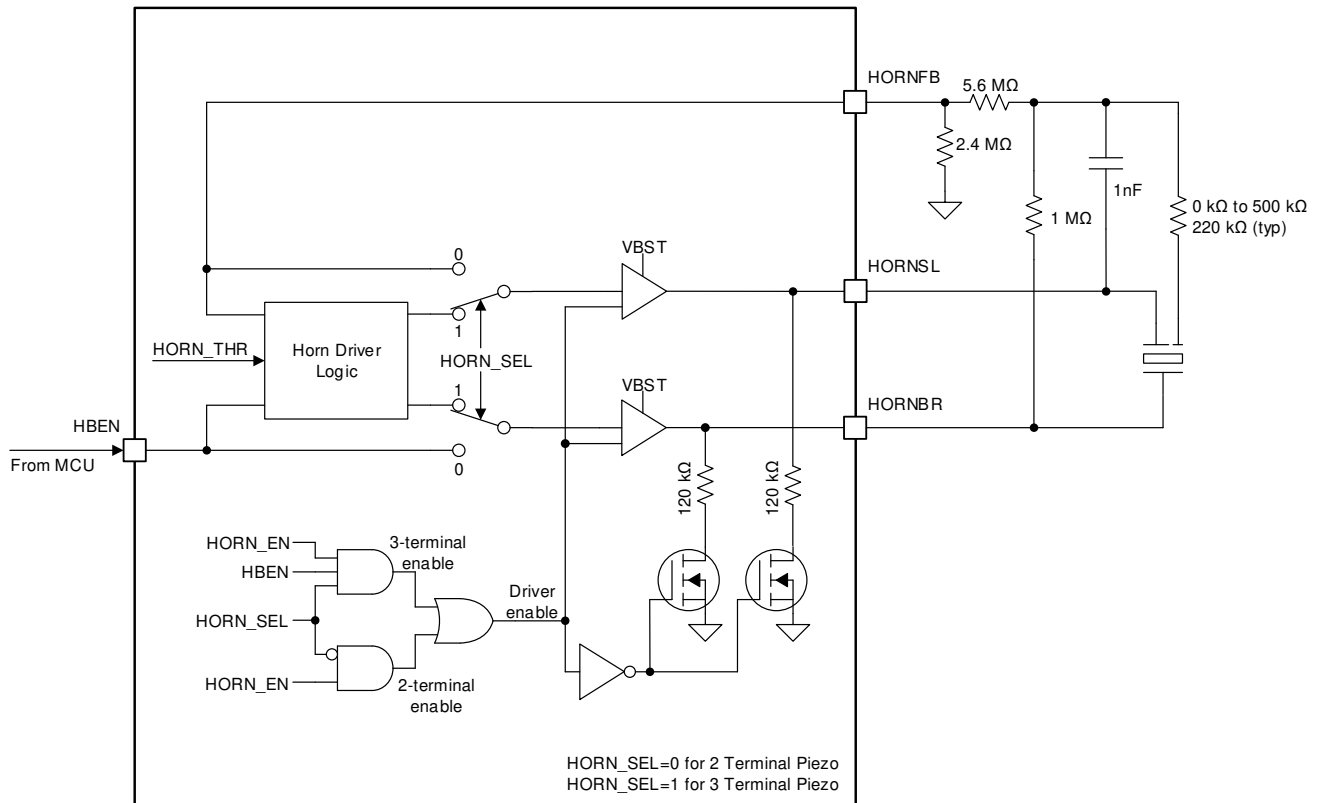 HORNFB
5.6 MΩ
2.4 MΩ
1nF
0 kΩ to 500 kΩ
220 kΩ (typ)
1 MΩ
VBST
HORNSL
0
1
HORN_THR
Horn Driver
Logic
HORN_SEL
1
0
VBST
HORNBR
HBEN
From MCU
120 kΩ
120 kΩ
HORN_EN
3-terminal
enable
HBEN
HORN_SEL
Driver
enable
HORN_EN
2-terminal
enable
HORN_SEL=0 for 2 Terminal Piezo
HORN_SEL=1 for 3 Terminal Piezo